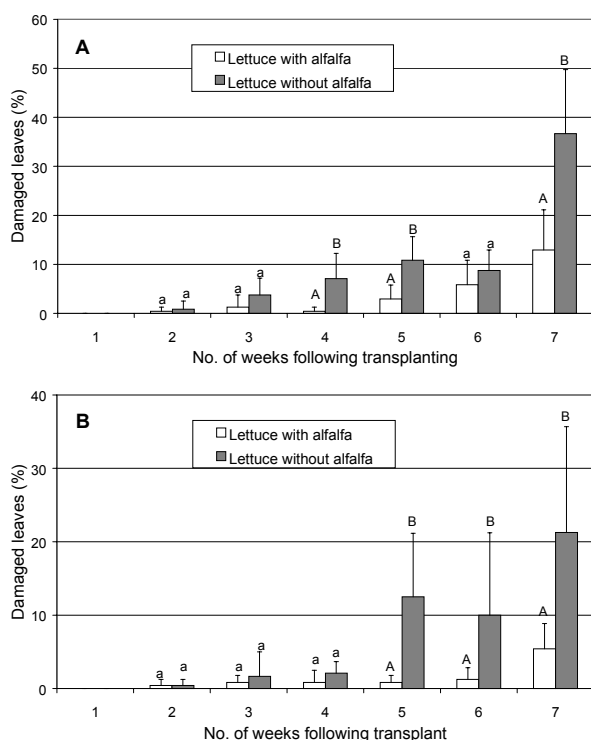 60
A
Lettuce with alfalfa
Lettuce without alfalfa
50
40
30
20
10
0
Damaged leaves (%)
a a
a a
A B
A B
a a
A B
1 2 3 4 5 6 7
No. of weeks following transplanting
40
B
Lettuce with alfalfa
Lettuce without alfalfa
30
20
10
0
Damaged leaves (%)
a a
a a
a a
A B
A B
A B
1 2 3 4 5 6 7
No. of weeks following transplant